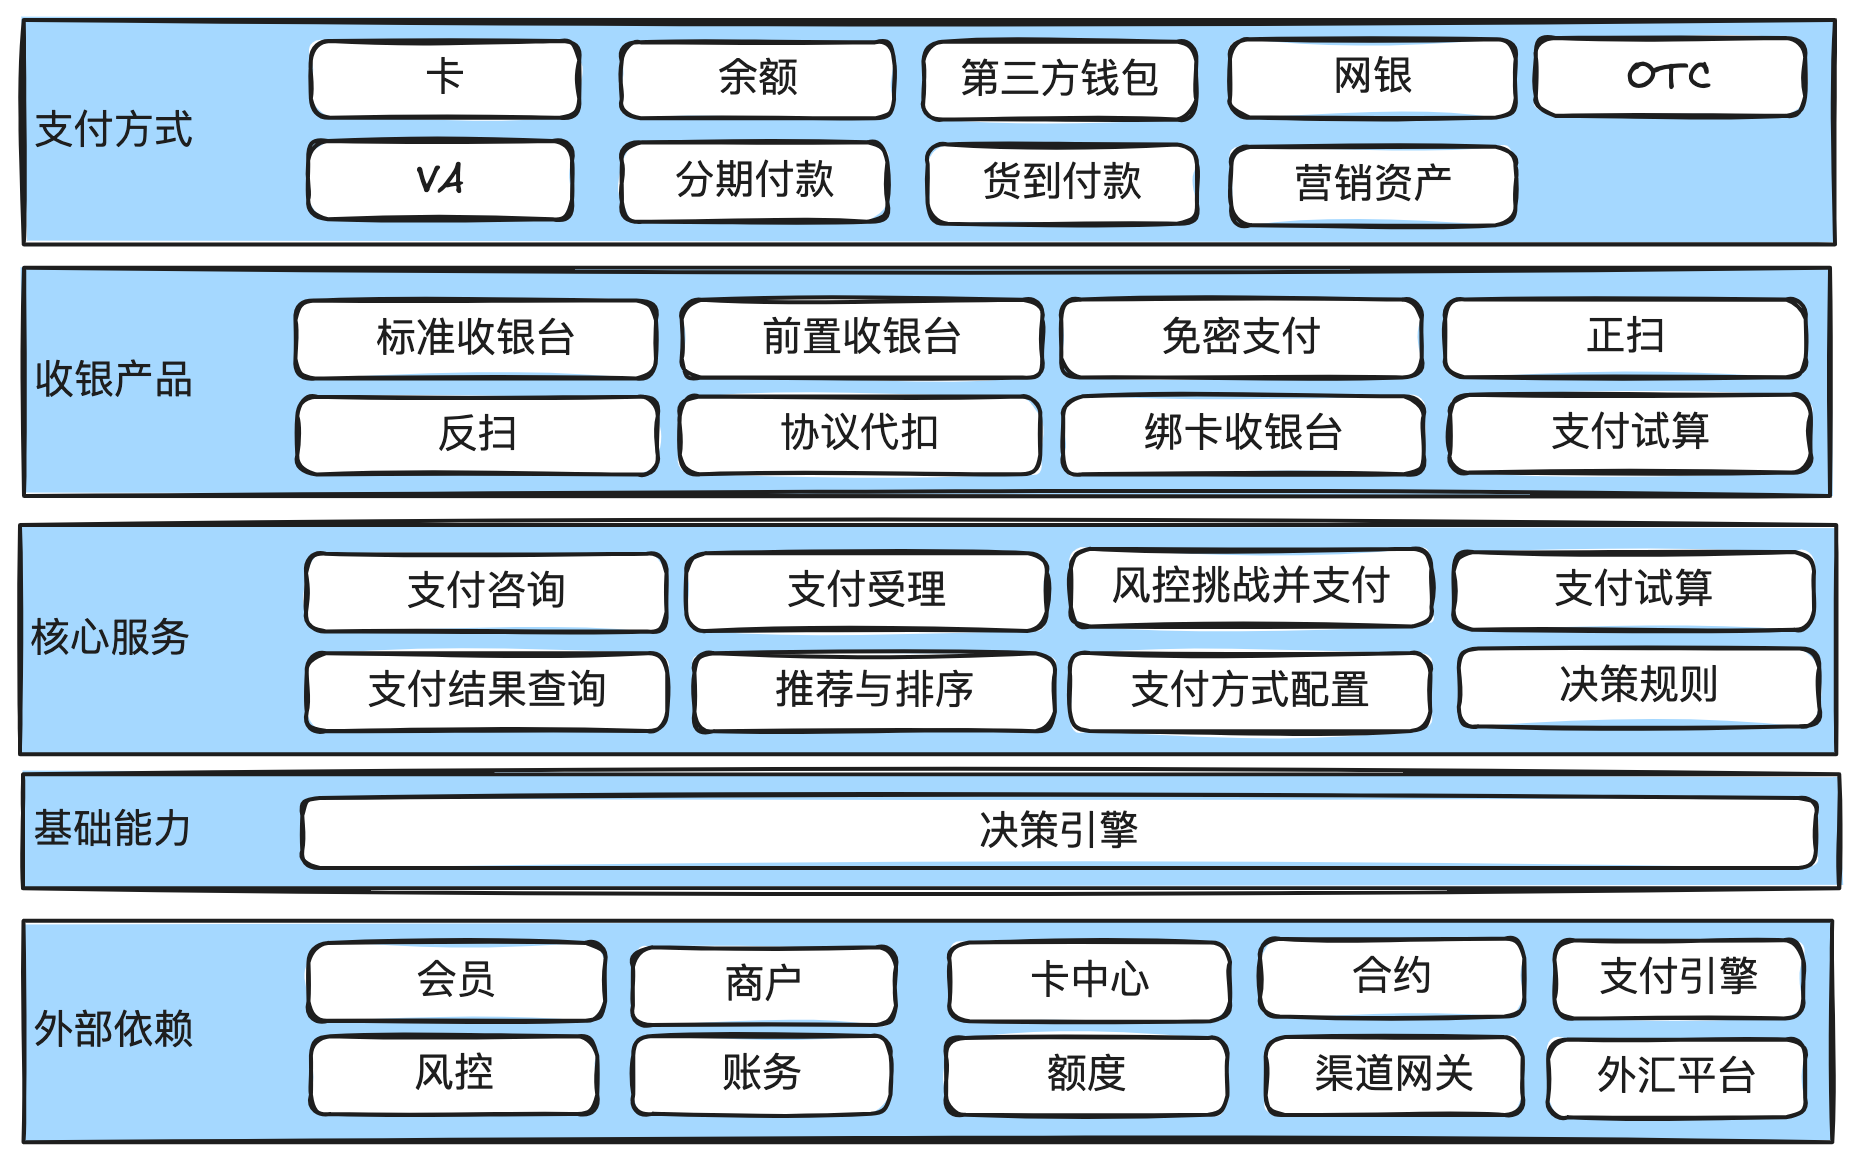 支付方式
卡
余额
第三方钱包
网银
OTC
VA
分期付款
货到付款
营销资产
收银产品
标准收银台
前置收银台
免密支付
正扫
反扫
协议代扣
绑卡收银台
支付试算
核心服务
支付咨询
支付受理
风控挑战并支付
支付试算
支付结果查询
推荐与排序
支付方式配置
决策规则
基础能力
决策引擎
外部依赖
会员
商户
卡中心
合约
支付引擎
风控
账务
额度
渠道网关
外汇平台